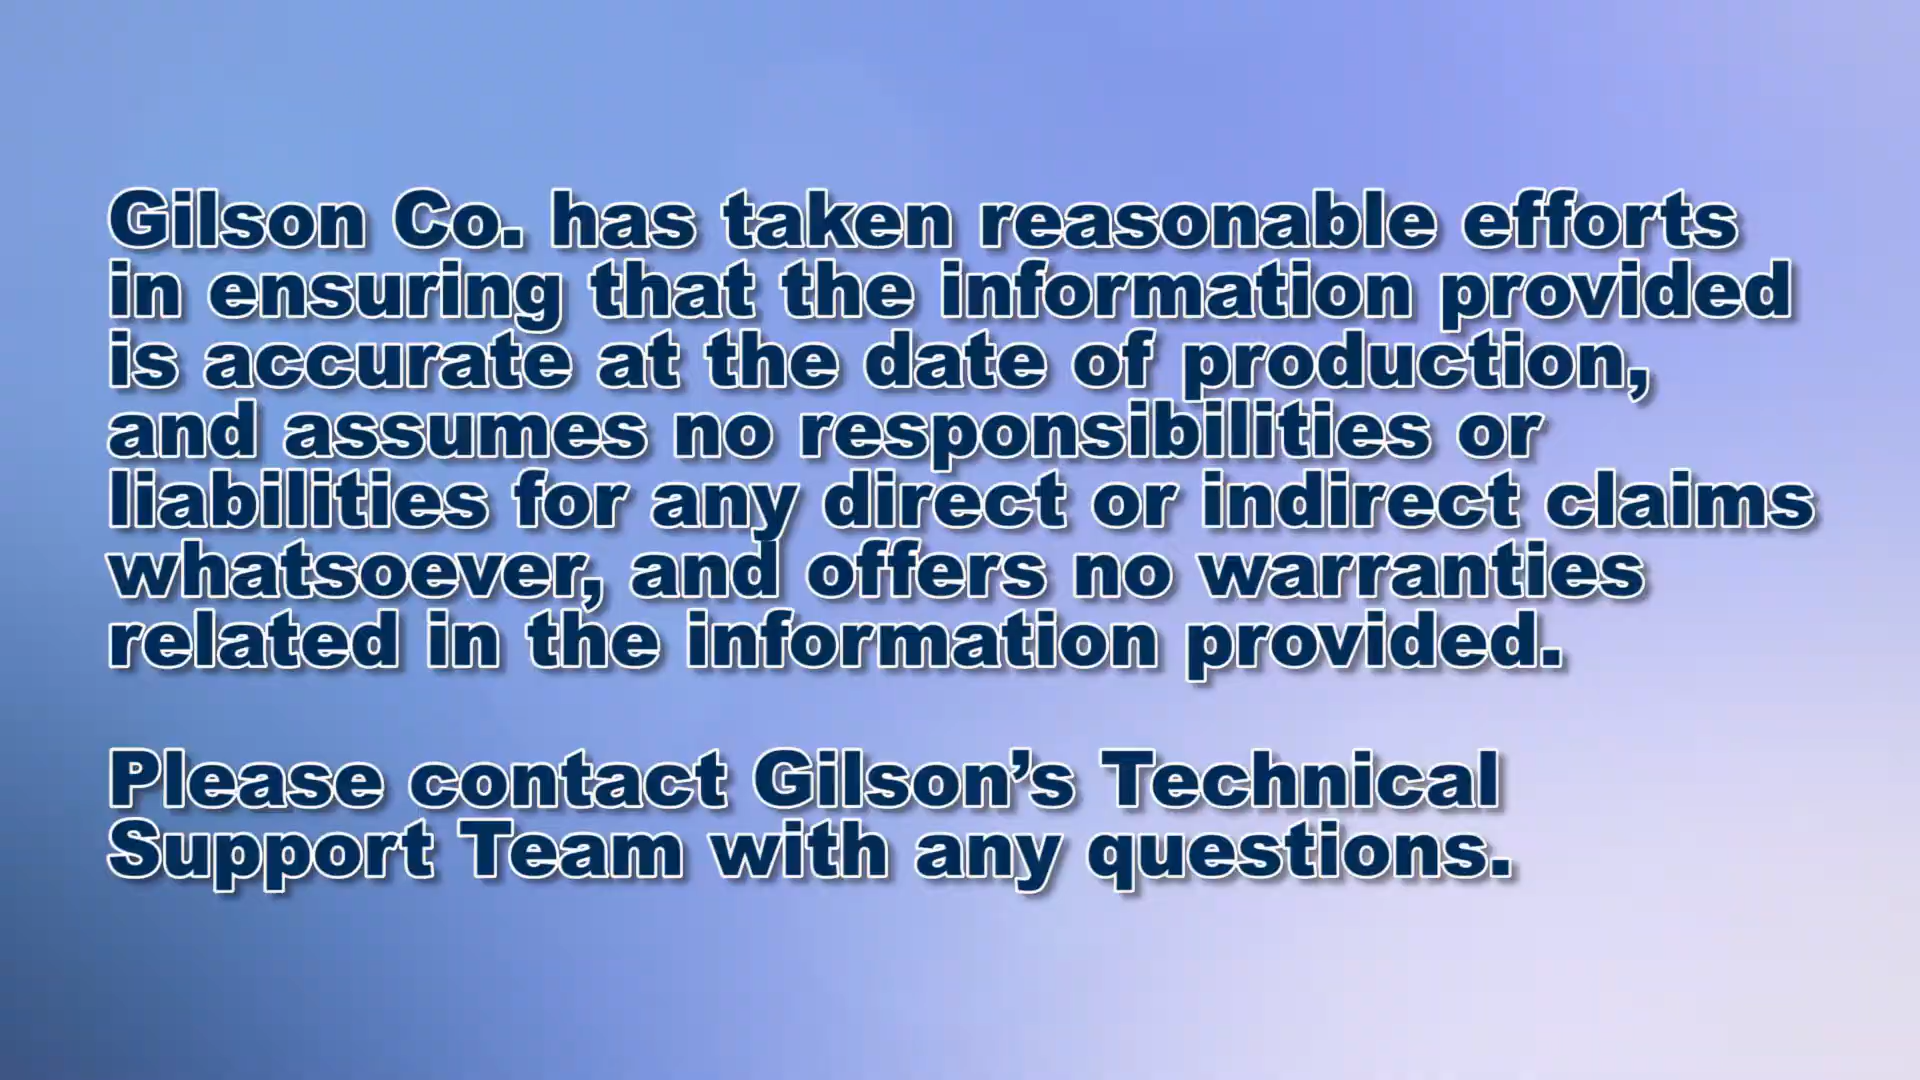 Gilson Co. has taken reasonable efforts
in ensuring that the information provided
is accurate at the date of production,
and assumes no responsibilities or
liabilities for any direct or indirect claims
whatsoever, and offers no warranties
related in the information provided.
Please contact Gilson’s Technical
Support Team with any questions.